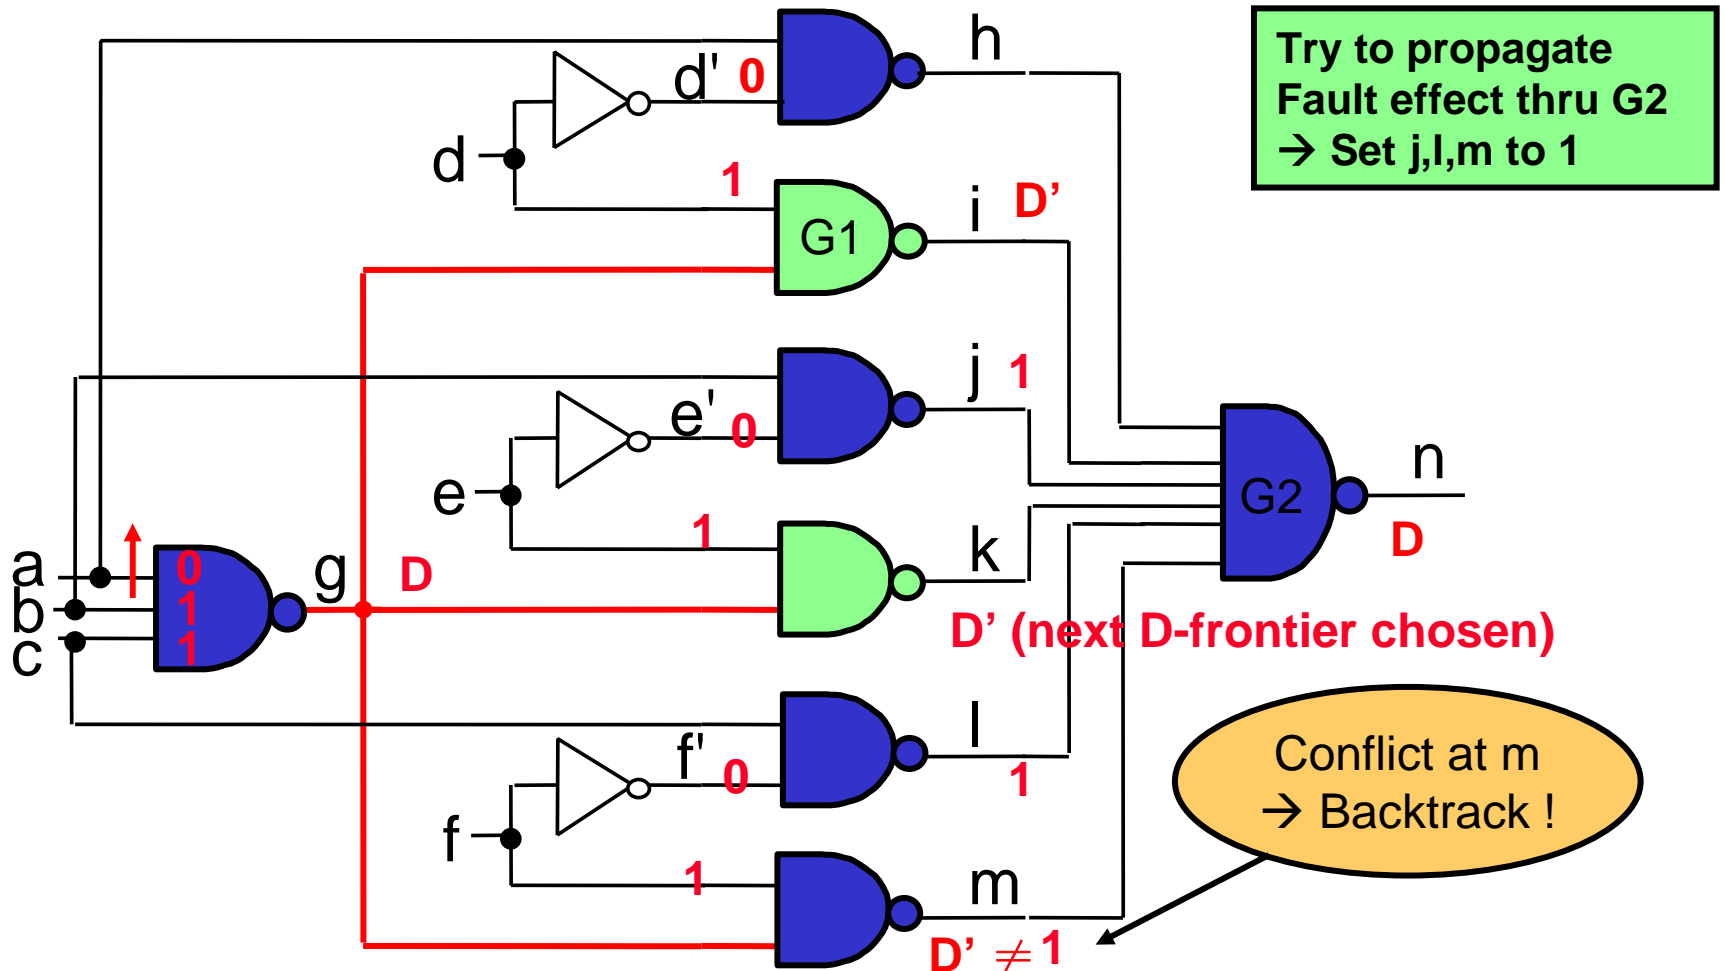 h
Try to propagate
Fault effect thru G2
→ Set j,l,m to 1
d' 0
d
1
i D’
G1
j 1
e' 0
e
n
G2
1
k
D
a 0
g D
b 1
c 1
D’ (next D-frontier chosen)
l
f' 0
1
Conflict at m
→ Backtrack !
f
1
m
D’ ≠ 1